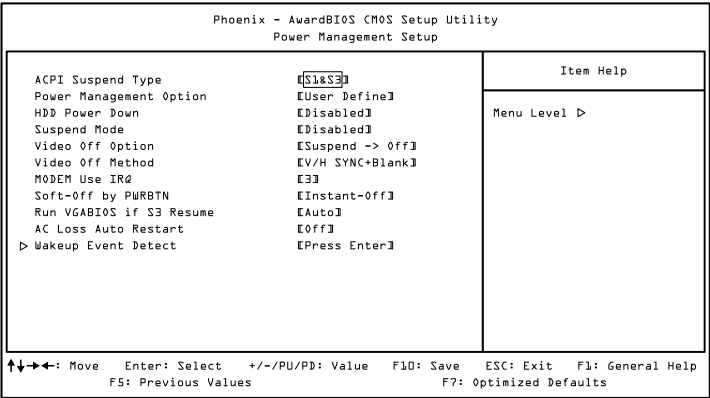 Phoenix - AwardBIOS CMOS Setup Utility
Power Management Setup
ACPI Suspend Type [S1&S3]
Power Management Option [User Define]
HDD Power Down [Disabled]
Suspend Mode [Disabled]
Video Off Option [Suspend -> Off]
Video Off Method [V/H SYNC+Blank]
MODEM Use IRQ [3]
Soft-Off by PWRBTN [Instant-Off]
Run VGABIOS if S3 Resume [Auto]
AC Loss Auto Restart [Off]
▷ Wakeup Event Detect [Press Enter]
Item Help
Menu Level ▷
↑↓→←: Move Enter: Select +/-/PU/PD: Value F10: Save ESC: Exit F1: General Help
F5: Previous Values F7: Optimized Defaults